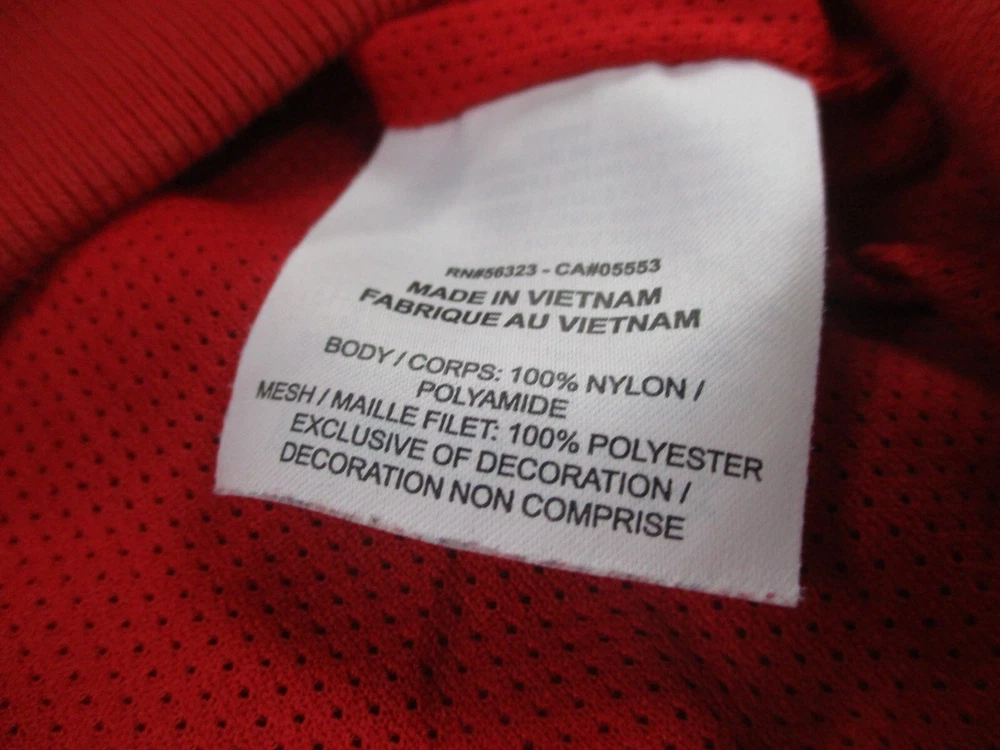 RN#56323 - CA#05553
MADE IN VIETNAM
FABRIQUE AU VIETNAM
BODY / CORPS: 100% NYLON /
POLYAMIDE
MESH / MAILLE FILET: 100% POLYESTER
EXCLUSIVE OF DECORATION /
DECORATION NON COMPRISE